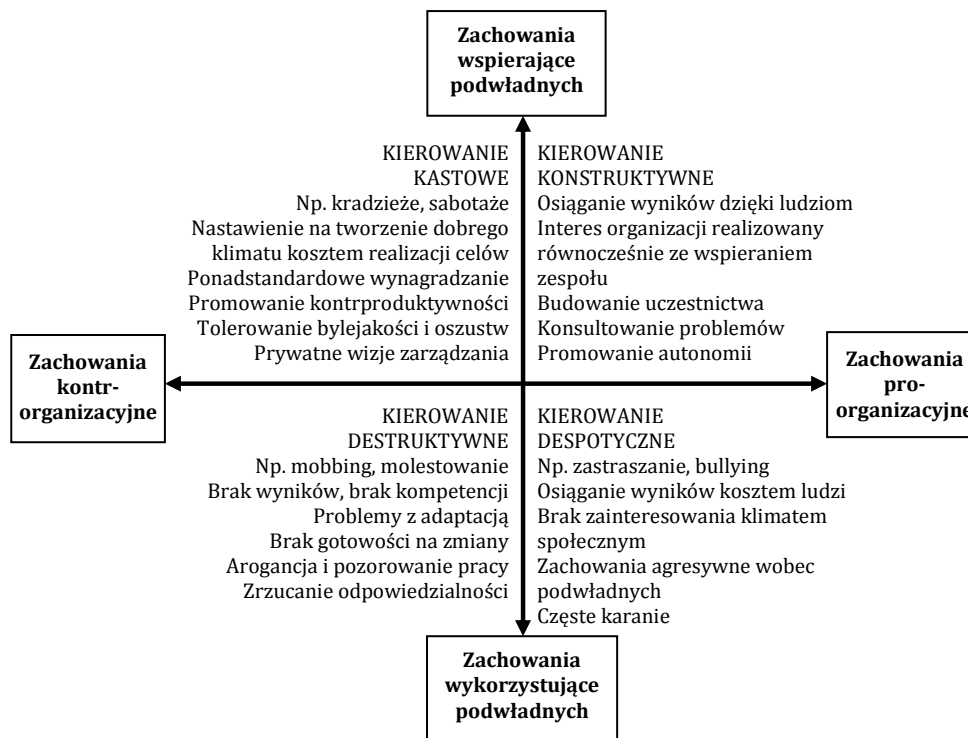 Zachowania
wspierające
podwładnych
KIEROWANIE
KASTOWE
Np. kradzieże, sabotaże
Nastawienie na tworzenie dobrego
klimatu kosztem realizacji celów
Ponadstandardowe wynagradzanie
Promowanie kontrproduktywności
Tolerowanie bylejakości i oszustw
Prywatne wizje zarządzania
KIEROWANIE
KONSTRUKTYWNE
Osiąganie wyników dzięki ludziom
Interes organizacji realizowany
równocześnie ze wspieraniem
zespołu
Budowanie uczestnictwa
Konsultowanie problemów
Promowanie autonomii
Zachowania
kontr-
organizacyjne
Zachowania
pro-
organizacyjne
KIEROWANIE
DESTRUKTYWNE
Np. mobbing, molestowanie
Brak wyników, brak kompetencji
Problemy z adaptacją
Brak gotowości na zmiany
Arogancja i pozorowanie pracy
Zrzucanie odpowiedzialności
KIEROWANIE
DESPOTYCZNE
Np. zastraszanie, bullying
Osiąganie wyników kosztem ludzi
Brak zainteresowania klimatem
społecznym
Zachowania agresywne wobec
podwładnych
Częste karanie
Zachowania
wykorzystujące
podwładnych